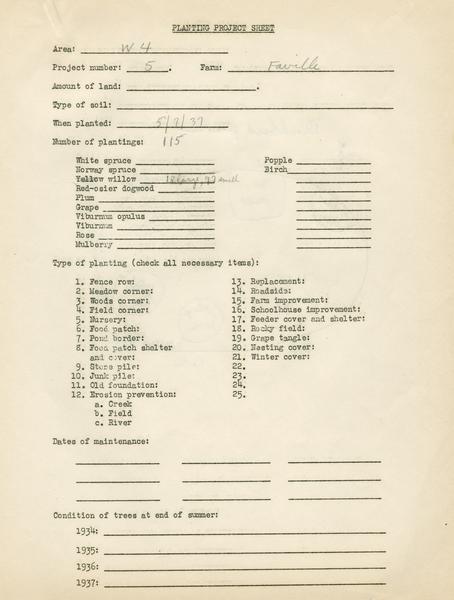 PLANTING PROJECT SHEET
Area: W 4
Project number: 5 . Farm: Faville
Amount of land: .
Type of soil:
When planted: 5/7/37
Number of plantings: 115
White spruce Popple
Norway spruce Birch
Yellow willow
Red-osier dogwood
Plum
Grape
Viburnum opulus
Viburnum
Rose
Mulberry
Type of planting (check all necessary items):
1. Fence row: 13. Replacement:
2. Meadow corner: 14. Roadside:
3. Woods corner: 15. Farm improvement:
4. Field corner: 16. Schoolhouse improvement:
5. Nursery: 17. Feeder cover and shelter:
6. Food patch: 18. Rocky field:
7. Pond border: 19. Grape tangle:
8. Food patch shelter 20. Nesting cover:
and cover: 21. Winter cover:
9. Stone pile: 22.
10. Junk pile: 23.
11. Old foundation: 24.
12. Erosion prevention: 25.
a. Creek
b. Field
c. River
Dates of maintenance:
Condition of trees at end of summer:
1934:
1935:
1936:
1937: